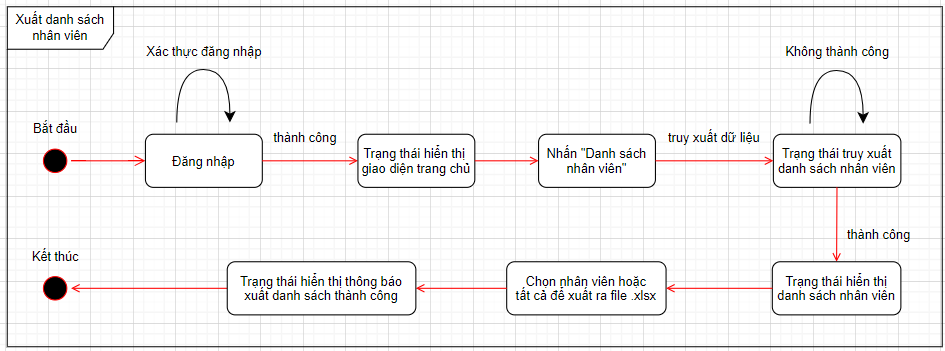 Xuất danh sách
nhân viên
Xác thực đăng nhập
Không thành công
Bắt đầu
Đăng nhập
thành công
Trạng thái hiển thị
giao diện trang chủ
Nhấn "Danh sách
nhân viên"
truy xuất dữ liệu
Trạng thái truy xuất
danh sách nhân viên
thành công
Kết thúc
Trạng thái hiển thị thông báo
xuất danh sách thành công
Chọn nhân viên hoặc
tất cả để xuất ra file .xlsx
Trạng thái hiển thị
danh sách nhân viên